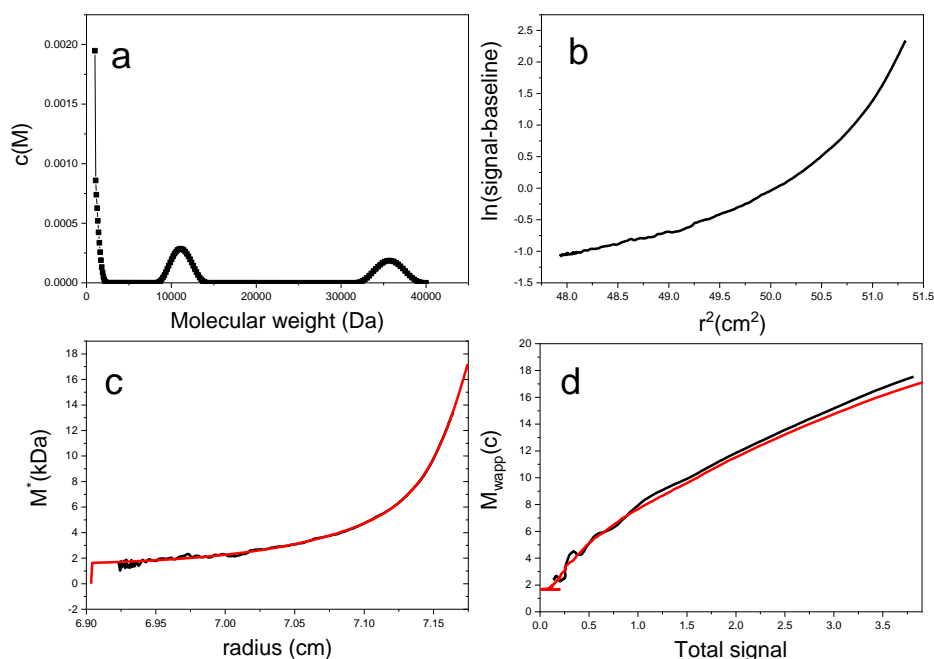 a
c(M)
0.0020
0.0015
0.0010
0.0005
0.0000
0 10000 20000 30000 40000
Molecular weight (Da)
b
ln(signal-baseline)
2.5
2.0
1.5
1.0
0.5
0.0
-0.5
-1.0
-1.5
48.0 48.5 49.0 49.5 50.0 50.5 51.0 51.5
r²(cm²)
c
M*(kDa)
18
16
14
12
10
8
6
4
2
0
-2
6.90 6.95 7.00 7.05 7.10 7.15
radius (cm)
d
Mwapp(c)
20
18
16
14
12
10
8
6
4
2
0
0.0 0.5 1.0 1.5 2.0 2.5 3.0 3.5
Total signal